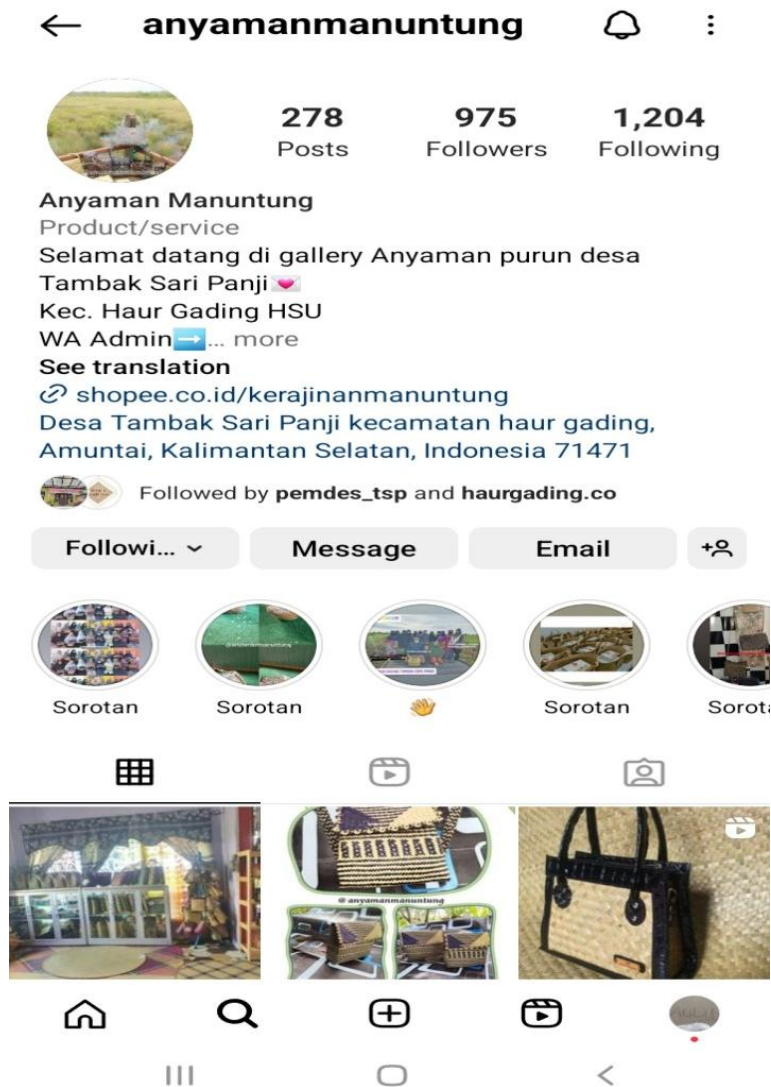 anyamanmanuntung
278 975 1,204
Posts Followers Following
Anyaman Manuntung
Product/service
Selamat datang di gallery Anyaman purun desa
Tambak Sari Panji💌
Kec. Haur Gading HSU
WA Admin➡️... more
See translation
shopee.co.id/kerajinanmanuntung
Desa Tambak Sari Panji kecamatan haur gading,
Amuntai, Kalimantan Selatan, Indonesia 71471
Followed by pemdes_tsp and haurgading.co
Followi... Message Email
Sorotan Sorotan 👋 Sorotan Sorota
@anyamanmanuntung